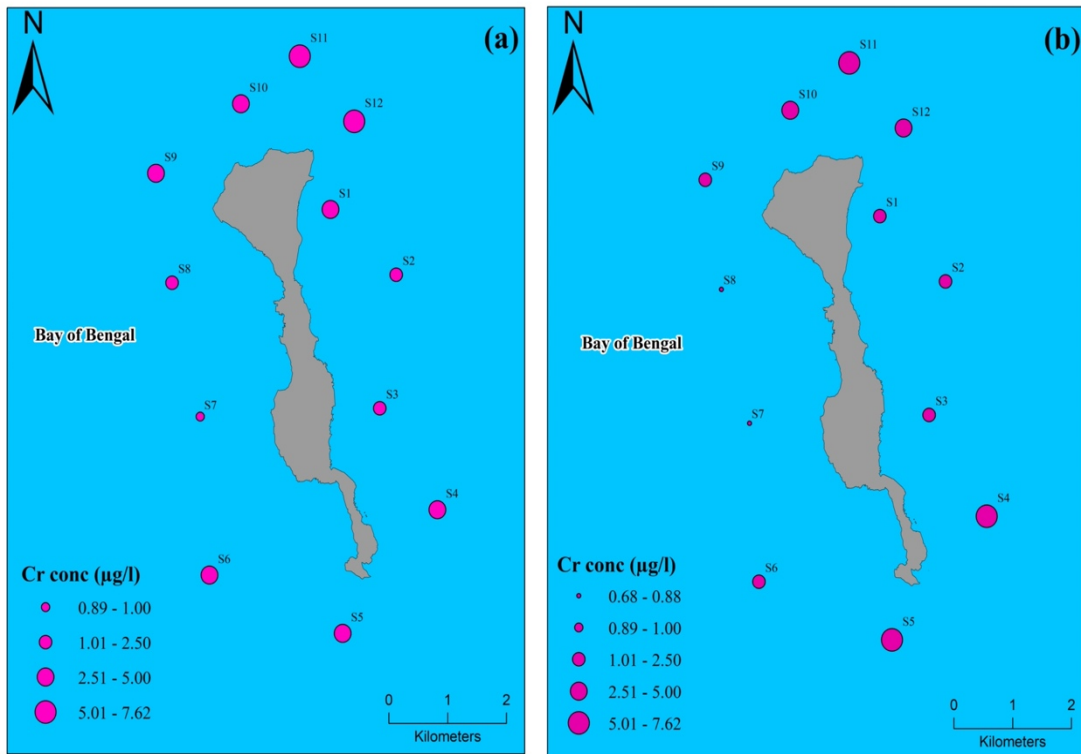 N
(a)
S11
S10
S12
S9
S1
S2
S8
Bay of Bengal
S3
S7
S4
S6
S5
Cr conc (µg/l)
0.89 - 1.00
1.01 - 2.50
2.51 - 5.00
5.01 - 7.62
0 1 2
Kilometers
N
(b)
S11
S10
S12
S9
S1
S2
S8
Bay of Bengal
S3
S7
S4
S6
S5
Cr conc (µg/l)
0.68 - 0.88
0.89 - 1.00
1.01 - 2.50
2.51 - 5.00
5.01 - 7.62
0 1 2
Kilometers